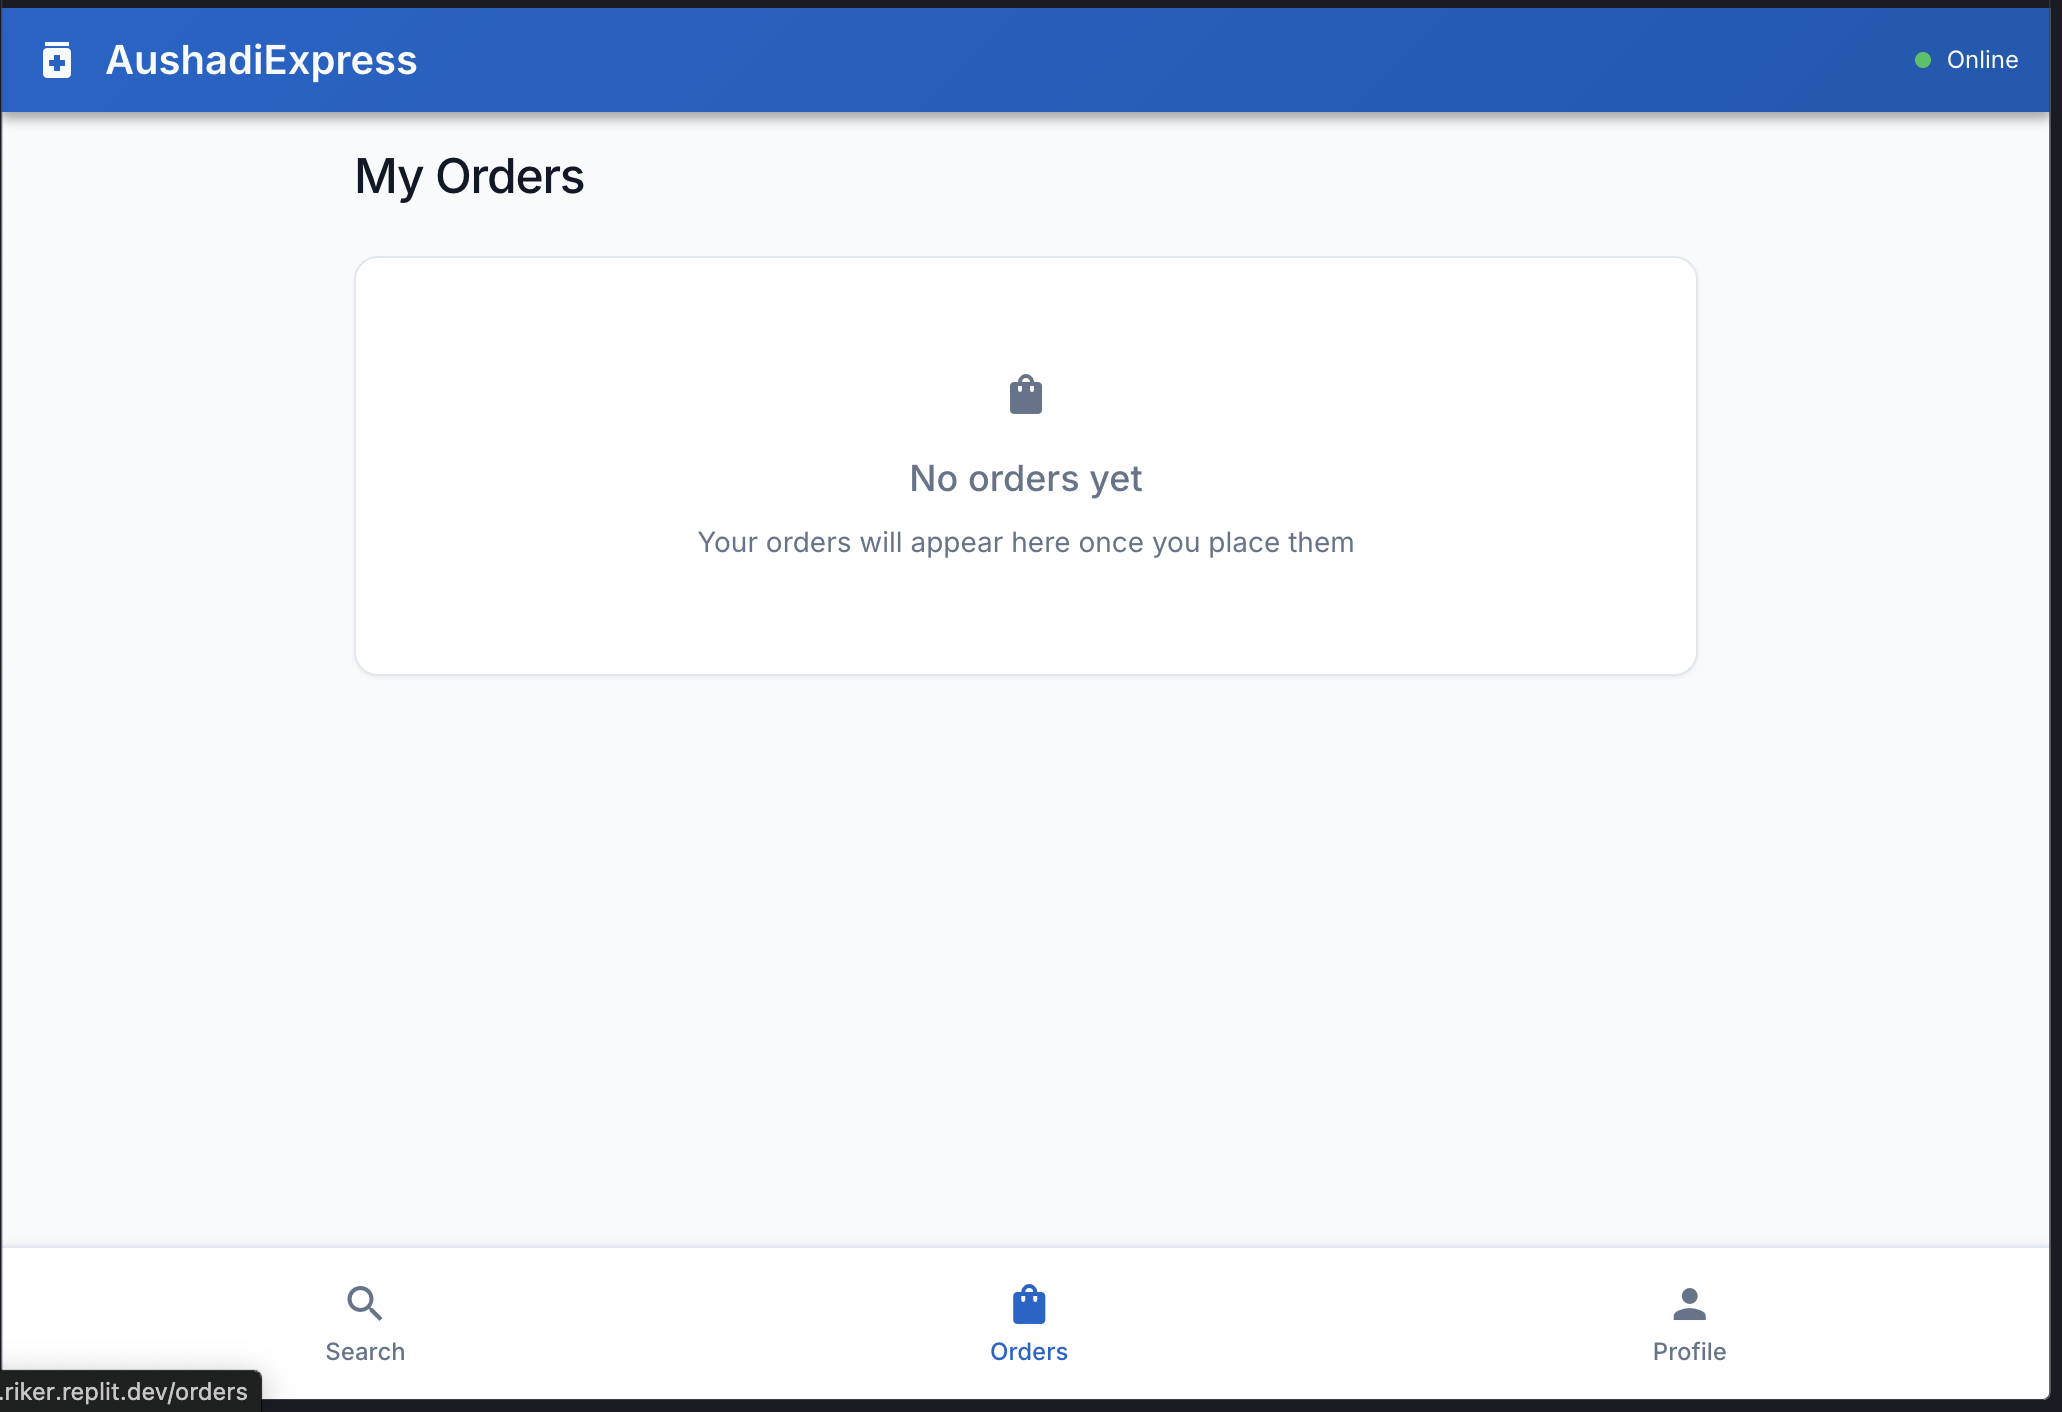 AushadiExpress
Online
My Orders
No orders yet
Your orders will appear here once you place them
Search
Orders
Profile
.riker.replit.dev/orders